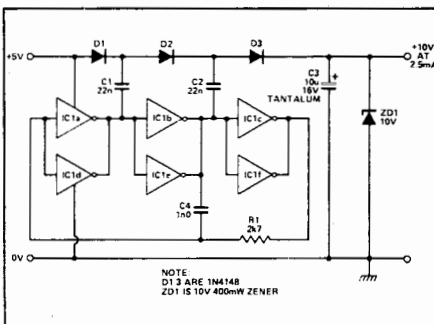 D1
D2
D3
+10V
AT
2.5mA
+5V
C1
22n
C2
22n
C3
10u
16V
TANTALUM
+
ZD1
10V
IC1a
IC1b
IC1c
IC1d
IC1e
IC1f
C4
1n0
R1
2k7
0V
NOTE:
D1 3 ARE 1N4148
ZD1 IS 10V 400mW ZENER